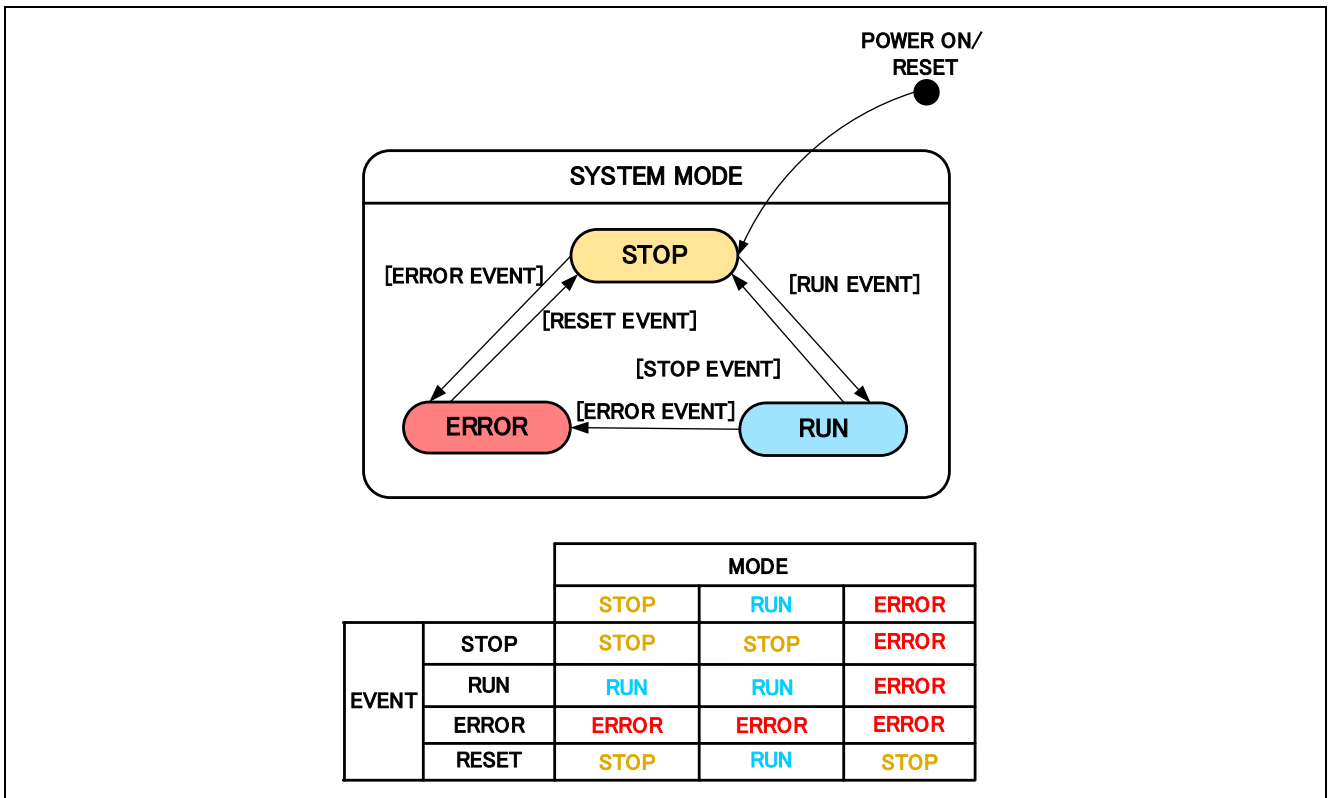 POWER ON/
RESET
SYSTEM MODE
STOP
[ERROR EVENT]
[RUN EVENT]
[RESET EVENT]
[STOP EVENT]
[ERROR EVENT]
ERROR
RUN
MODE
STOP RUN ERROR
EVENT
STOP STOP STOP ERROR
RUN RUN RUN ERROR
ERROR ERROR ERROR ERROR
RESET STOP RUN STOP